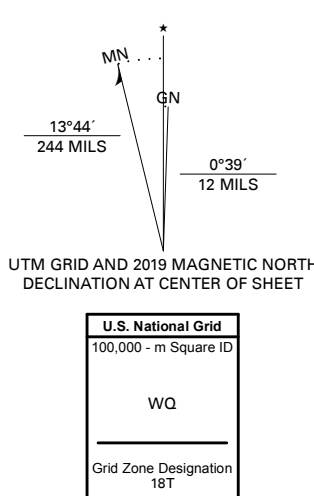 ★
MN
GN
13°44´
244 MILS
0°39´
12 MILS
UTM GRID AND 2019 MAGNETIC NORTH
DECLINATION AT CENTER OF SHEET
U.S. National Grid
100,000 - m Square ID
WQ
Grid Zone Designation
18T